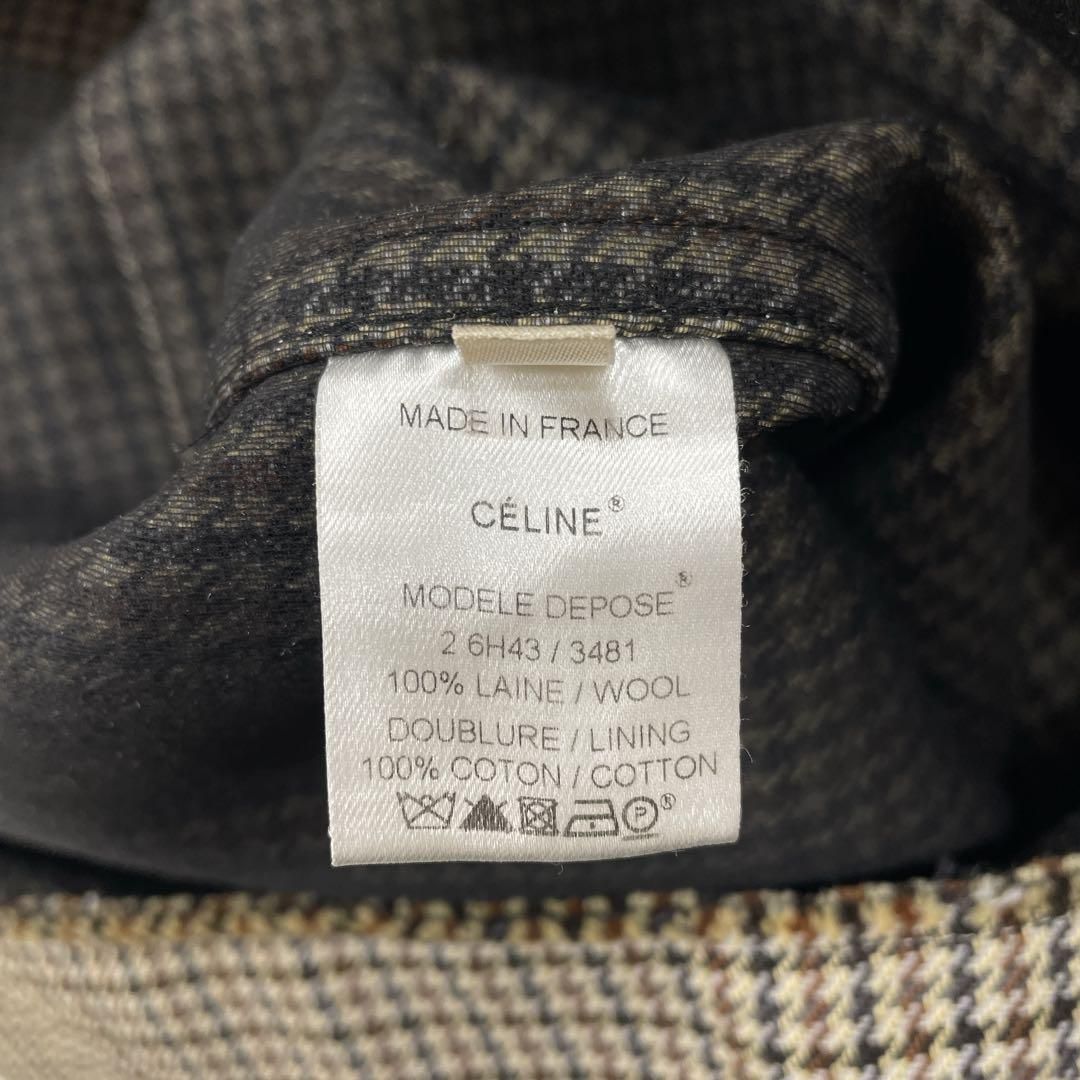 MADE IN FRANCE
CÉLINE®
MODELE DEPOSE®
2 6H43 / 3481
100% LAINE / WOOL
DOUBLURE / LINING
100% COTON / COTTON
P®